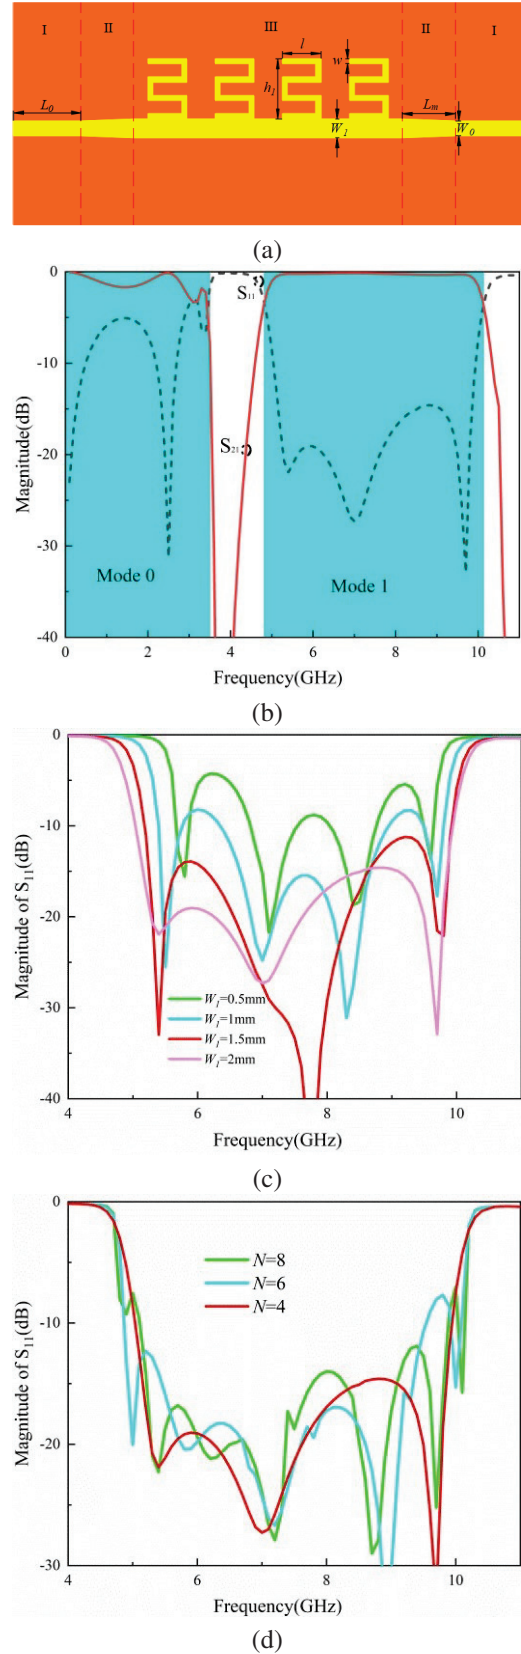 I II III II I
l w
h1
L0 Lm
W1 W0
(a)
0
-10
-20
-30
-40
Magnitude(dB)
S11
S21
Mode 0 Mode 1
0 2 4 6 8 10
Frequency(GHz)
(b)
0
-10
-20
-30
-40
Magnitude of S11(dB)
W1=0.5mm
W1=1mm
W1=1.5mm
W1=2mm
4 6 8 10
Frequency(GHz)
(c)
0
-10
-20
-30
Magnitude of S11(dB)
N=8
N=6
N=4
4 6 8 10
Frequency(GHz)
(d)